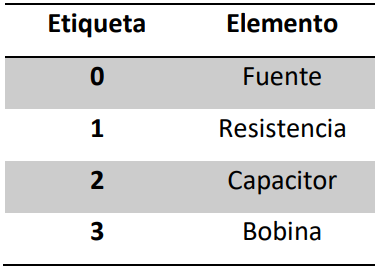 Etiqueta Elemento
0 Fuente
1 Resistencia
2 Capacitor
3 Bobina